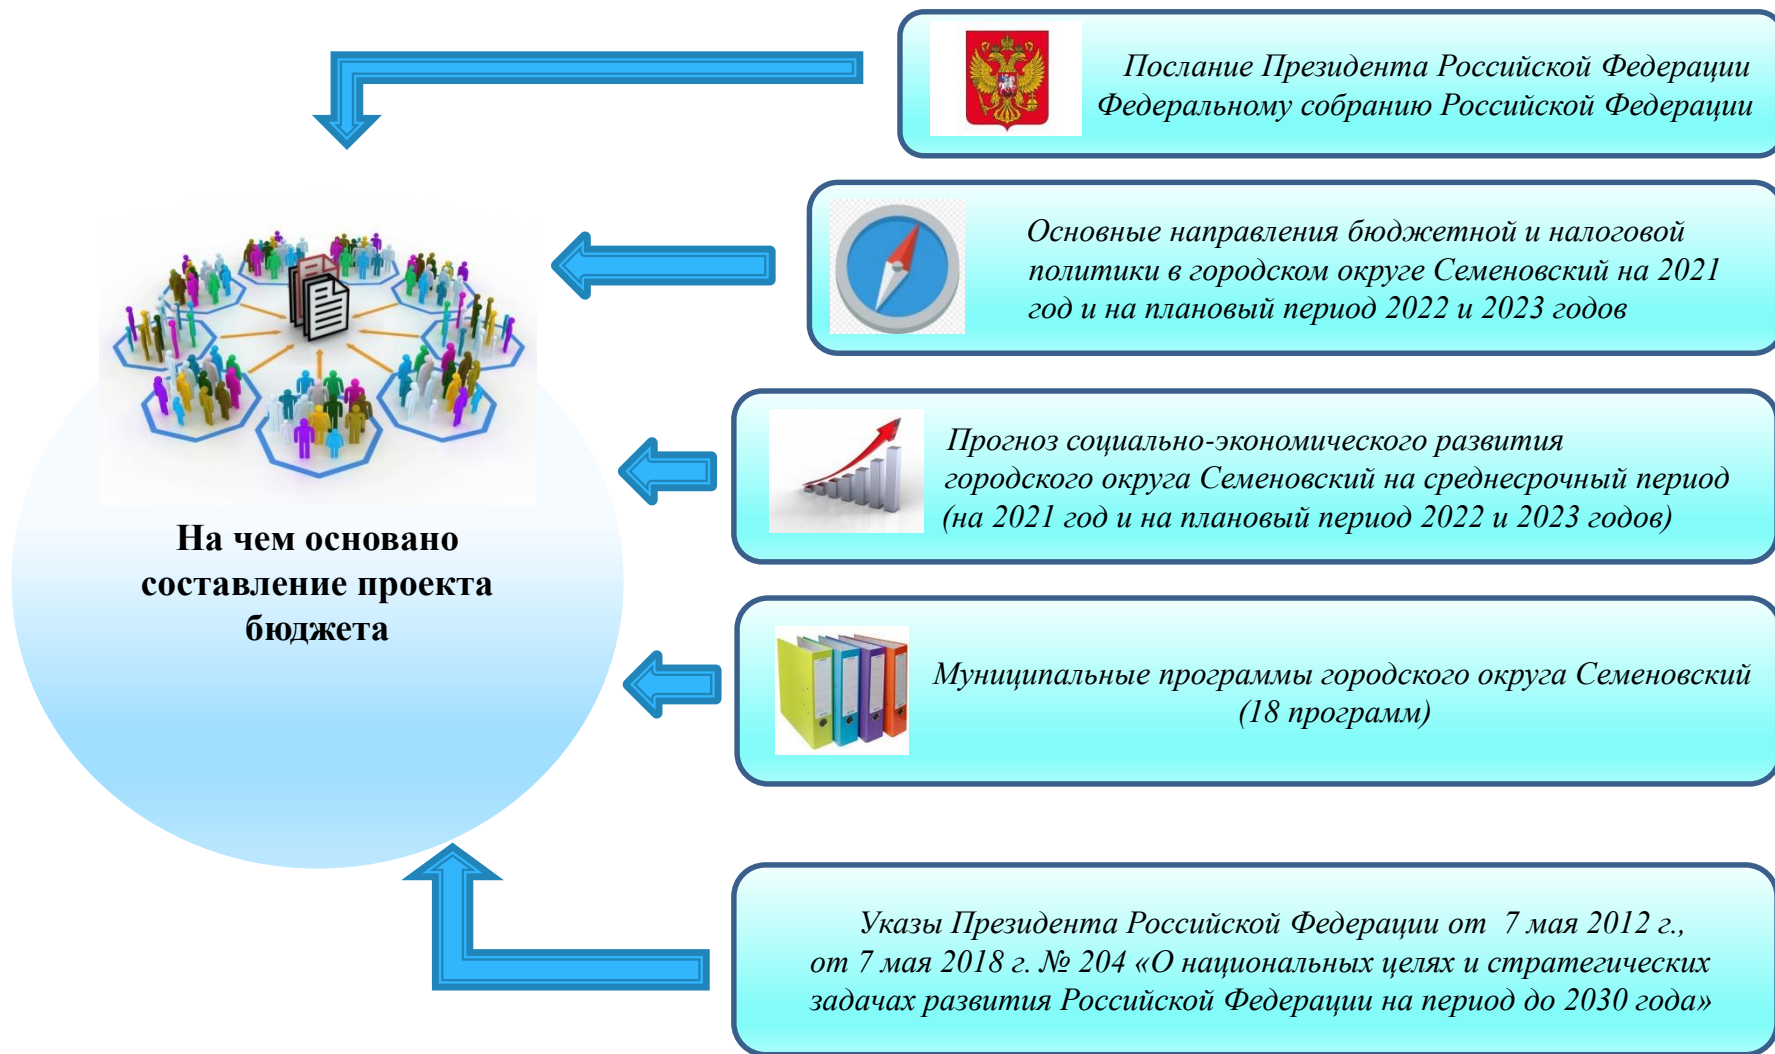 Послание Президента Российской Федерации
Федеральному собранию Российской Федерации
Основные направления бюджетной и налоговой
политики в городском округе Семеновский на 2021
год и на плановый период 2022 и 2023 годов
Прогноз социально-экономического развития
городского округа Семеновский на среднесрочный период
(на 2021 год и на плановый период 2022 и 2023 годов)
На чем основано
составление проекта
бюджета
Муниципальные программы городского округа Семеновский
(18 программ)
Указы Президента Российской Федерации от 7 мая 2012 г.,
от 7 мая 2018 г. № 204 «О национальных целях и стратегических
задачах развития Российской Федерации на период до 2030 года»